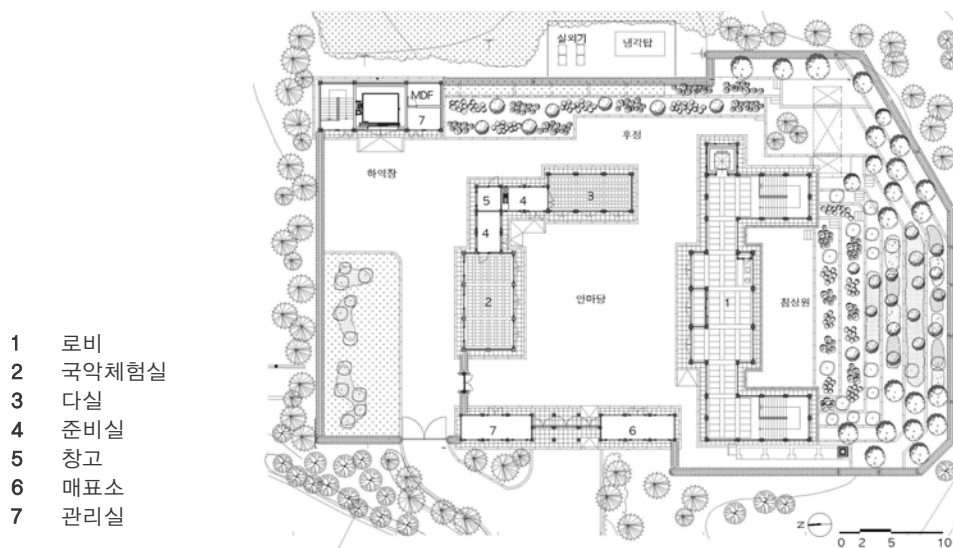 실외기 냉각탑
MDF
7
후정
하역장
5 4 3
4
2
안마당
1
침상원
7
6
1 로비
2 국악체험실
3 다실
4 준비실
5 창고
6 매표소
7 관리실
N
0 2 5 10